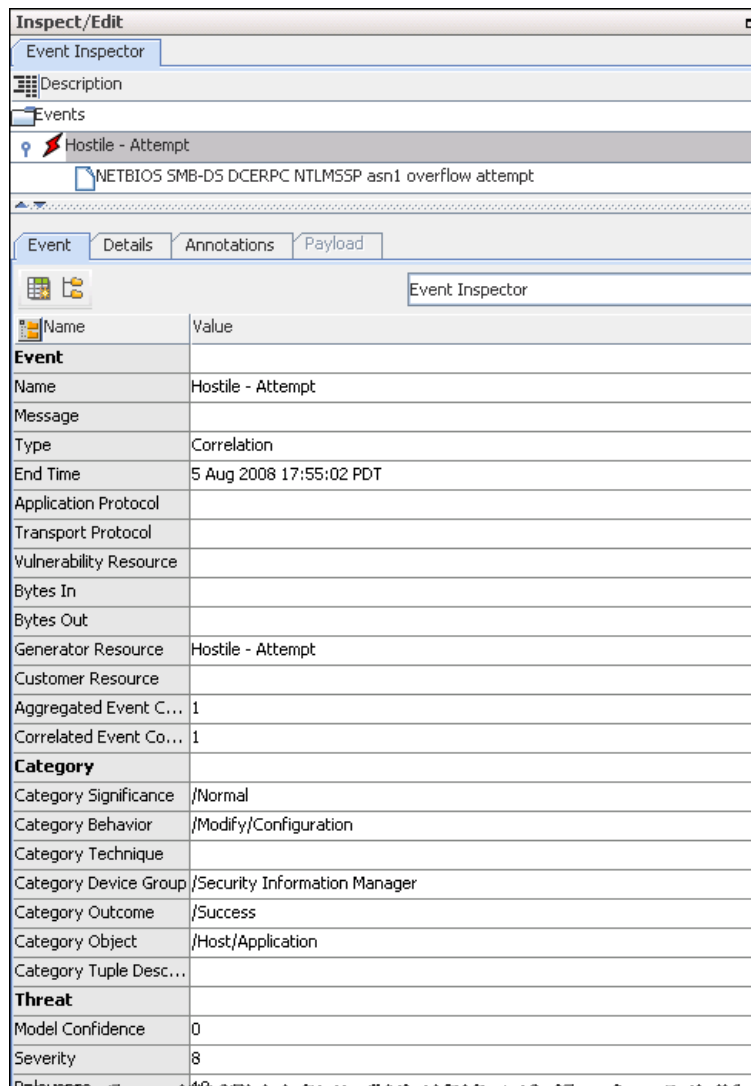 Inspect/Edit
Event Inspector
Description
Events
Hostile - Attempt
NETBIOS SMB-DS DCERPC NTLMSSP asn1 overflow attempt
Event Details Annotations Payload
Event Inspector
Name Value
Event
Name Hostile - Attempt
Message
Type Correlation
End Time 5 Aug 2008 17:55:02 PDT
Application Protocol
Transport Protocol
Vulnerability Resource
Bytes In
Bytes Out
Generator Resource Hostile - Attempt
Customer Resource
Aggregated Event C... 1
Correlated Event Co... 1
Category
Category Significance /Normal
Category Behavior /Modify/Configuration
Category Technique
Category Device Group /Security Information Manager
Category Outcome /Success
Category Object /Host/Application
Category Tuple Desc...
Threat
Model Confidence 0
Severity 8